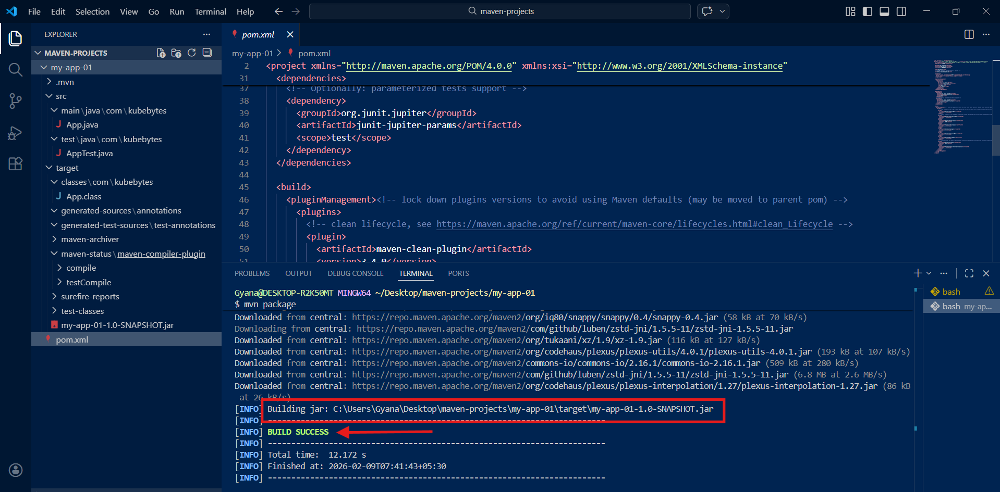 File Edit Selection View Go Run Terminal Help
maven-projects
EXPLORER
MAVEN-PROJECTS
my-app-01
.mvn
src
main\java\com\kubebytes
App.java
test\java\com\kubebytes
AppTest.java
target
classes\com\kubebytes
App.class
generated-sources\annotations
generated-test-sources\test-annotations
maven-archiver
maven-status\maven-compiler-plugin
compile
testCompile
surefire-reports
test-classes
my-app-01-1.0-SNAPSHOT.jar
pom.xml
pom.xml
my-app-01 > pom.xml
2 <project xmlns="http://maven.apache.org/POM/4.0.0" xmlns:xsi="http://www.w3.org/2001/XMLSchema-instance"
31 <dependencies>
37 <!-- Optionally: parameterized tests support -->
38 <dependency>
39 <groupId>org.junit.jupiter</groupId>
40 <artifactId>junit-jupiter-params</artifactId>
41 <scope>test</scope>
42 </dependency>
43 </dependencies>
44
45 <build>
46 <pluginManagement><!-- lock down plugins versions to avoid using Maven defaults (may be moved to parent pom) -->
47 <plugins>
48 <!-- clean lifecycle, see https://maven.apache.org/ref/current/maven-core/lifecycles.html#clean_Lifecycle -->
49 <plugin>
50 <artifactId>maven-clean-plugin</artifactId>
51 <version>3.4.0</version>
PROBLEMS OUTPUT DEBUG CONSOLE TERMINAL PORTS
Gyana@DESKTOP-R2K50MT MINGW64 ~/Desktop/maven-projects/my-app-01
$ mvn package
Downloaded from central: https://repo.maven.apache.org/maven2/org/iq80/snappy/snappy/0.4/snappy-0.4.jar (58 kB at 70 kB/s)
Downloading from central: https://repo.maven.apache.org/maven2/com/github/luben/zstd-jni/1.5.5-11/zstd-jni-1.5.5-11.jar
Downloaded from central: https://repo.maven.apache.org/maven2/org/tukaani/xz/1.9/xz-1.9.jar (116 kB at 127 kB/s)
Downloaded from central: https://repo.maven.apache.org/maven2/org/codehaus/plexus/plexus-utils/4.0.1/plexus-utils-4.0.1.jar (193 kB at 107 kB/s)
Downloaded from central: https://repo.maven.apache.org/maven2/commons-io/commons-io/2.16.1/commons-io-2.16.1.jar (509 kB at 280 kB/s)
Downloaded from central: https://repo.maven.apache.org/maven2/com/github/luben/zstd-jni/1.5.5-11/zstd-jni-1.5.5-11.jar (6.8 MB at 2.6 MB/s)
Downloaded from central: https://repo.maven.apache.org/maven2/org/codehaus/plexus/plexus-interpolation/1.27/plexus-interpolation-1.27.jar (86 kB
at 26 kB/s)
[INFO] Building jar: C:\Users\Gyana\Desktop\maven-projects\my-app-01\target\my-app-01-1.0-SNAPSHOT.jar
[INFO] ------------------------------------------------------------------------
[INFO] BUILD SUCCESS
[INFO] ------------------------------------------------------------------------
[INFO] Total time:  12.172 s
[INFO] Finished at: 2026-02-09T07:41:43+05:30
[INFO] ------------------------------------------------------------------------
bash
bash my-ap...